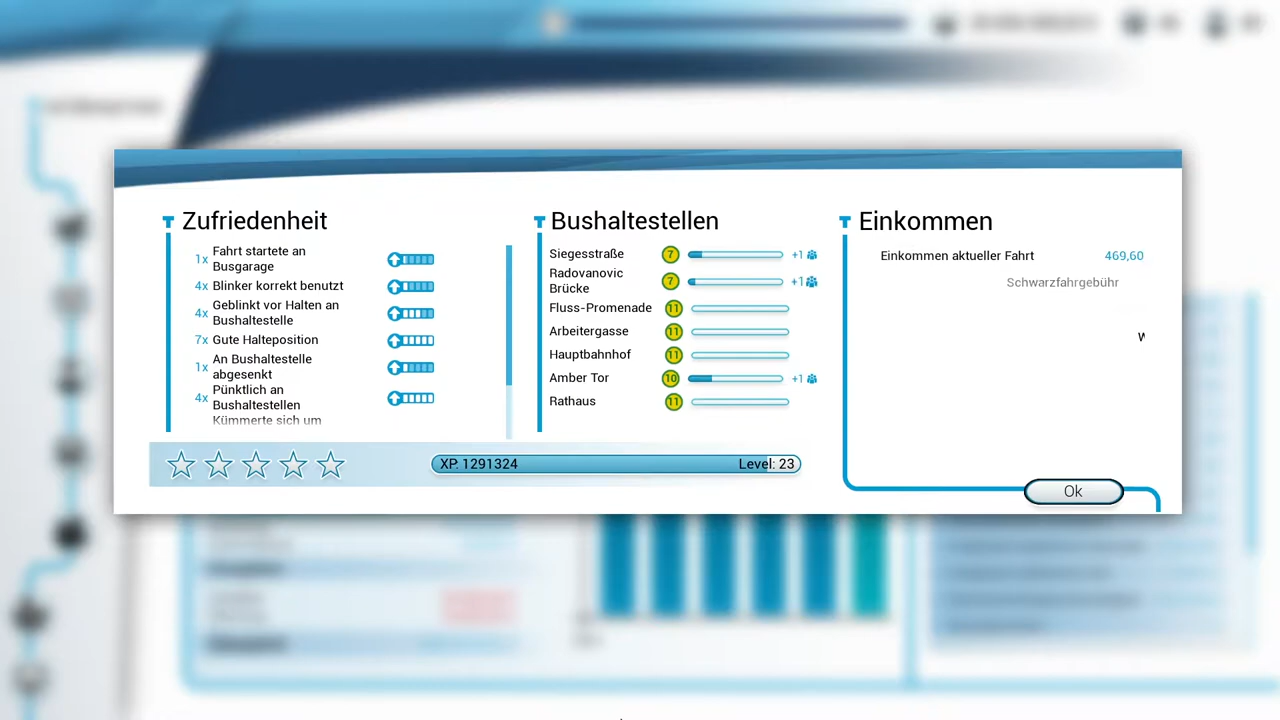 Zufriedenheit
1x Fahrt startete an
Busgarage
4x Blinker korrekt benutzt
4x Geblinkt vor Halten an
Bushaltestelle
7x Gute Halteposition
1x An Bushaltestelle
abgesenkt
4x Pünktlich an
Bushaltestellen
Kümmerte sich um
Bushaltestellen
Siegesstraße 7 +1
Radovanovic
Brücke 7 +1
Fluss-Promenade 11
Arbeitergasse 11
Hauptbahnhof 11
Amber Tor 10 +1
Rathaus 11
Einkommen
Einkommen aktueller Fahrt 469,60
Schwarzfahrgebühr
XP: 1291324 Level: 23
Ok